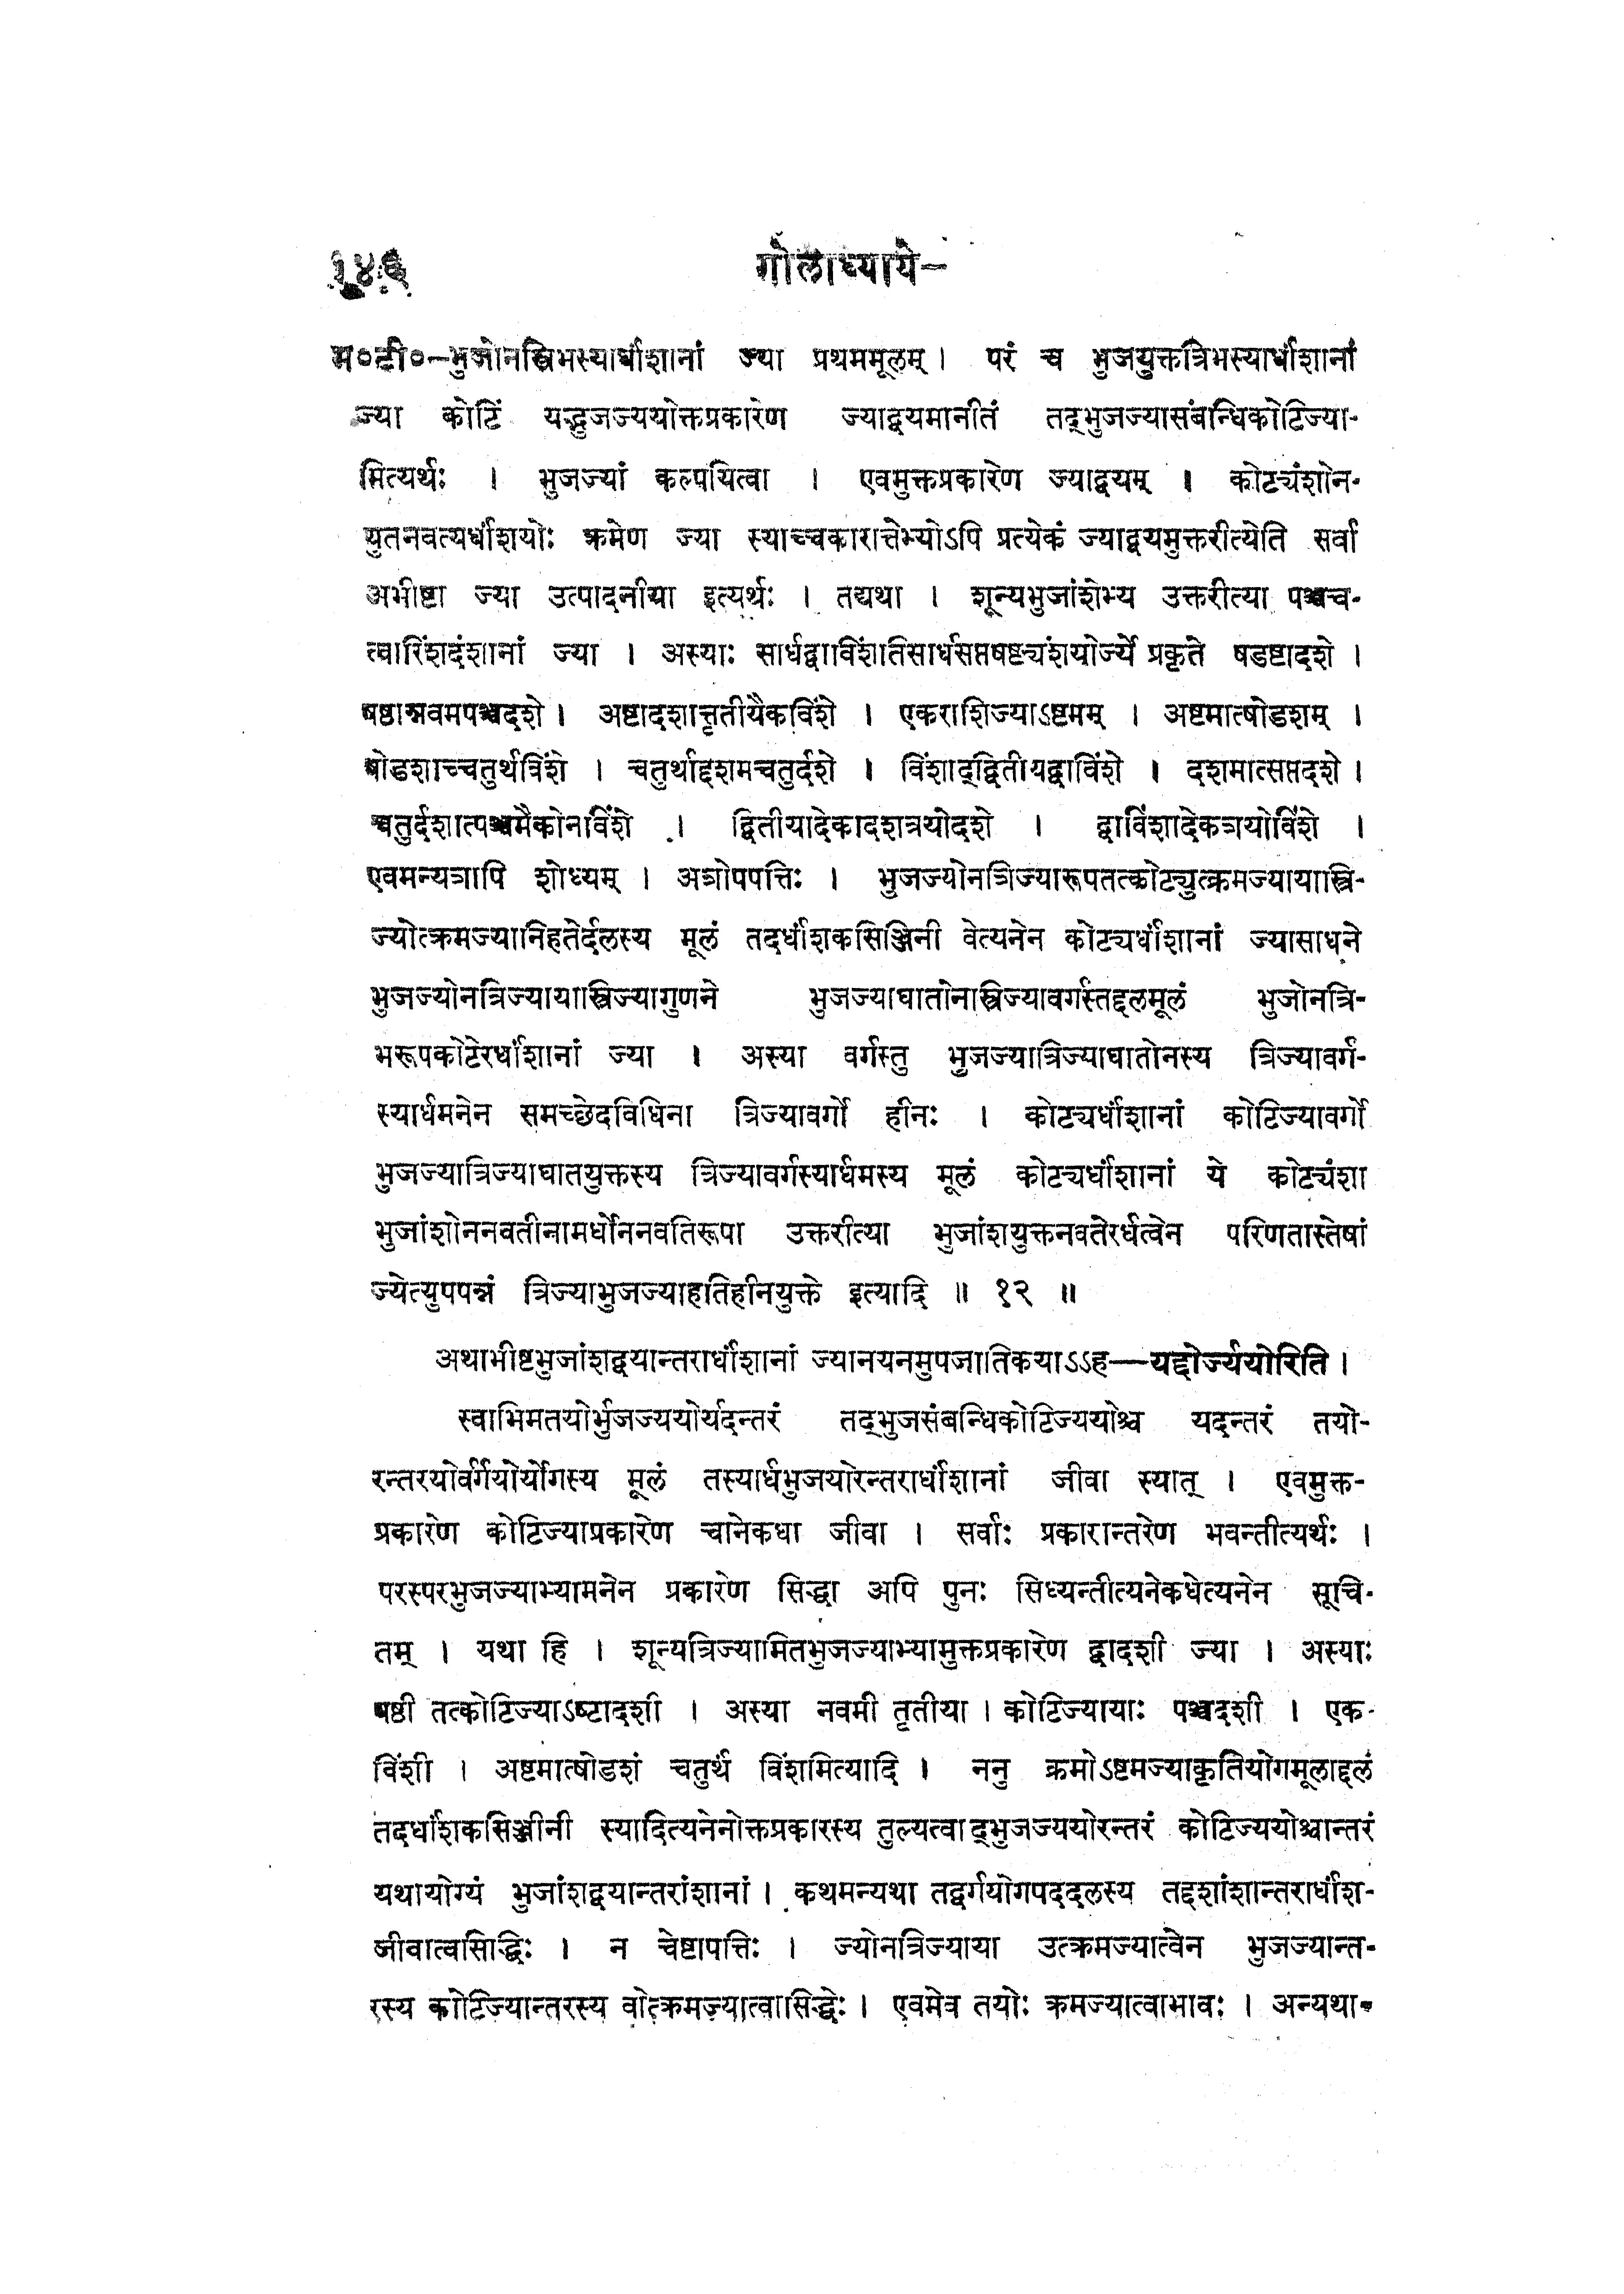 १४६ गोलाध्याये—
म०टी०—भुजोनत्रिभस्यार्धांशानां ज्या प्रथममूलम् । परं च भुजयुक्तत्रिभस्यार्धांशानां
ज्या कोटिं यद्भुजज्ययोक्तप्रकारेण ज्याद्वयमानीतं तद्भुजज्यासंबन्धिकोटिज्या-
मित्यर्थः । भुजज्यां कल्पयित्वा । एवमुक्तप्रकारेण ज्याद्वयम् । कोट्यंशोन-
युतनवत्यर्धांशयोः क्रमेण ज्या स्याच्चकारात्तेभ्योऽपि प्रत्येकं ज्याद्वयमुक्तरीत्येति सर्वा
अभीष्टा ज्या उत्पादनीया इत्यर्थः । तद्यथा । शून्यभुजांशेभ्य उक्तरीत्या पञ्चच-
त्वारिंशदंशानां ज्या । अस्याः सार्धद्वाविंशतिसार्धसप्तषष्ट्यंशयोर्ज्ये प्रकृते षडष्टादशे ।
षष्ठान्नवमपञ्चदशे । अष्टादशात्तृतीयैकविंशे । एकराशिज्याऽष्टमम् । अष्टमात्षोडशम् ।
षोडशाच्चतुर्थविंशे । चतुर्थाद्दशमचतुर्दशे । विंशाद्द्वितीयद्वाविंशे । दशमात्सप्तदशे ।
चतुर्दशात्पञ्चमैकोनविंशे । द्वितीयादेकादशत्रयोदशे । द्वाविंशादेकत्रयोविंशे ।
एवमन्यत्रापि शोध्यम् । अत्रोपपत्तिः । भुजज्योनत्रिज्यारूपतत्कोट्युत्क्रमज्यायास्त्रि-
ज्योत्क्रमज्यानिहतेर्दलस्य मूलं तदर्धांशकसिञ्जिनी वेत्यनेन कोट्यर्धांशानां ज्यासाधने
भुजज्योनत्रिज्यायास्त्रिज्यागुणने भुजज्याघातोनास्त्रिज्यावर्गस्तद्दलमूलं भुजोनत्रि-
भरूपकोटेरर्धांशानां ज्या । अस्या वर्गस्तु भुजज्यात्रिज्याघातोनस्य त्रिज्यावर्ग-
स्यार्धमनेन समच्छेदविधिना त्रिज्यावर्गो हीनः । कोट्यर्धांशानां कोटिज्यावर्गो
भुजज्यात्रिज्याघातयुक्तस्य त्रिज्यावर्गस्यार्धमस्य मूलं कोट्यर्धांशानां ये कोट्यंशा
भुजांशोननवतीनामर्धोननवतिरूपा उक्तरीत्या भुजांशयुक्तनवतेरर्धत्वेन परिणतास्तेषां
ज्येत्युपपन्नं त्रिज्याभुजज्याहतिहीनयुक्ते इत्यादि ॥ १२ ॥
अथाभीष्टभुजांशद्वयान्तरार्धांशानां ज्यानयनमुपजातिकयाऽऽह—यद्दोर्ज्ययोरिति ।
स्वाभिमतयोर्भुजज्ययोर्यदन्तरं तद्भुजसंबन्धिकोटिज्ययोश्च यदन्तरं तयो-
रन्तरयोर्वर्गयोर्योगस्य मूलं तस्यार्धभुजयोरन्तरार्धांशानां जीवा स्यात् । एवमुक्त-
प्रकारेण कोटिज्याप्रकारेण चानेकधा जीवा । सर्वाः प्रकारान्तरेण भवन्तीत्यर्थः ।
परस्परभुजज्याभ्यामनेन प्रकारेण सिद्धा अपि पुनः सिध्यन्तीत्यनेकधेत्यनेन सूचि-
तम् । यथा हि । शून्यत्रिज्यामितभुजज्याभ्यामुक्तप्रकारेण द्वादशी ज्या । अस्याः
षष्ठी तत्कोटिज्याऽष्टादशी । अस्या नवमी तृतीया । कोटिज्यायाः पञ्चदशी । एक-
विंशी । अष्टमात्षोडशं चतुर्थं विंशमित्यादि । ननु क्रमोऽष्टमज्याकृतियोगमूलाद्दलं
तदर्धांशकसिञ्जीनी स्यादित्यनेनोक्तप्रकारस्य तुल्यत्वाद्भुजज्ययोरन्तरं कोटिज्ययोश्चान्तरं
यथायोग्यं भुजांशद्वयान्तरांशानां । कथमन्यथा तद्वर्गयोगपददलस्य तद्दशांशान्तरार्धांश-
जीवात्वसिद्धिः । न चेष्टापत्तिः । ज्योनत्रिज्याया उत्क्रमज्यात्वेन भुजज्यान्त-
रस्य कोटिज्यान्तरस्य वोत्क्रमज्यात्वासिद्धेः । एवमेव तयोः क्रमज्यात्वाभावः । अन्यथा-